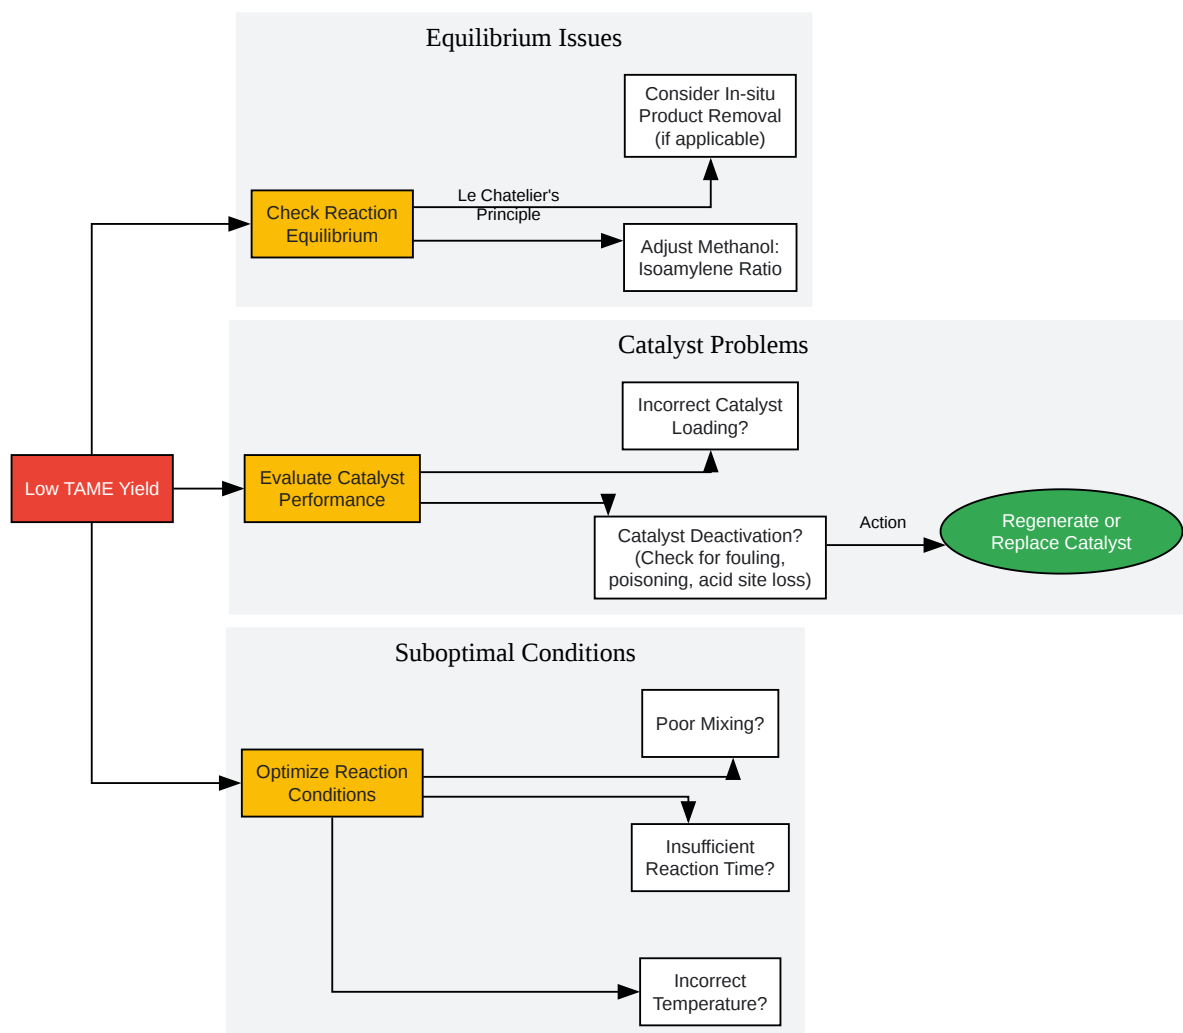 Equilibrium Issues
Consider In-situ
Product Removal
(if applicable)
Le Chatelier's
Principle
Check Reaction
Equilibrium
Adjust Methanol:
Isoamylene Ratio
Catalyst Problems
Incorrect Catalyst
Loading?
Low TAME Yield
Evaluate Catalyst
Performance
Catalyst Deactivation?
(Check for fouling,
poisoning, acid site loss)
Action
Regenerate or
Replace Catalyst
Suboptimal Conditions
Poor Mixing?
Optimize Reaction
Conditions
Insufficient
Reaction Time?
Incorrect
Temperature?